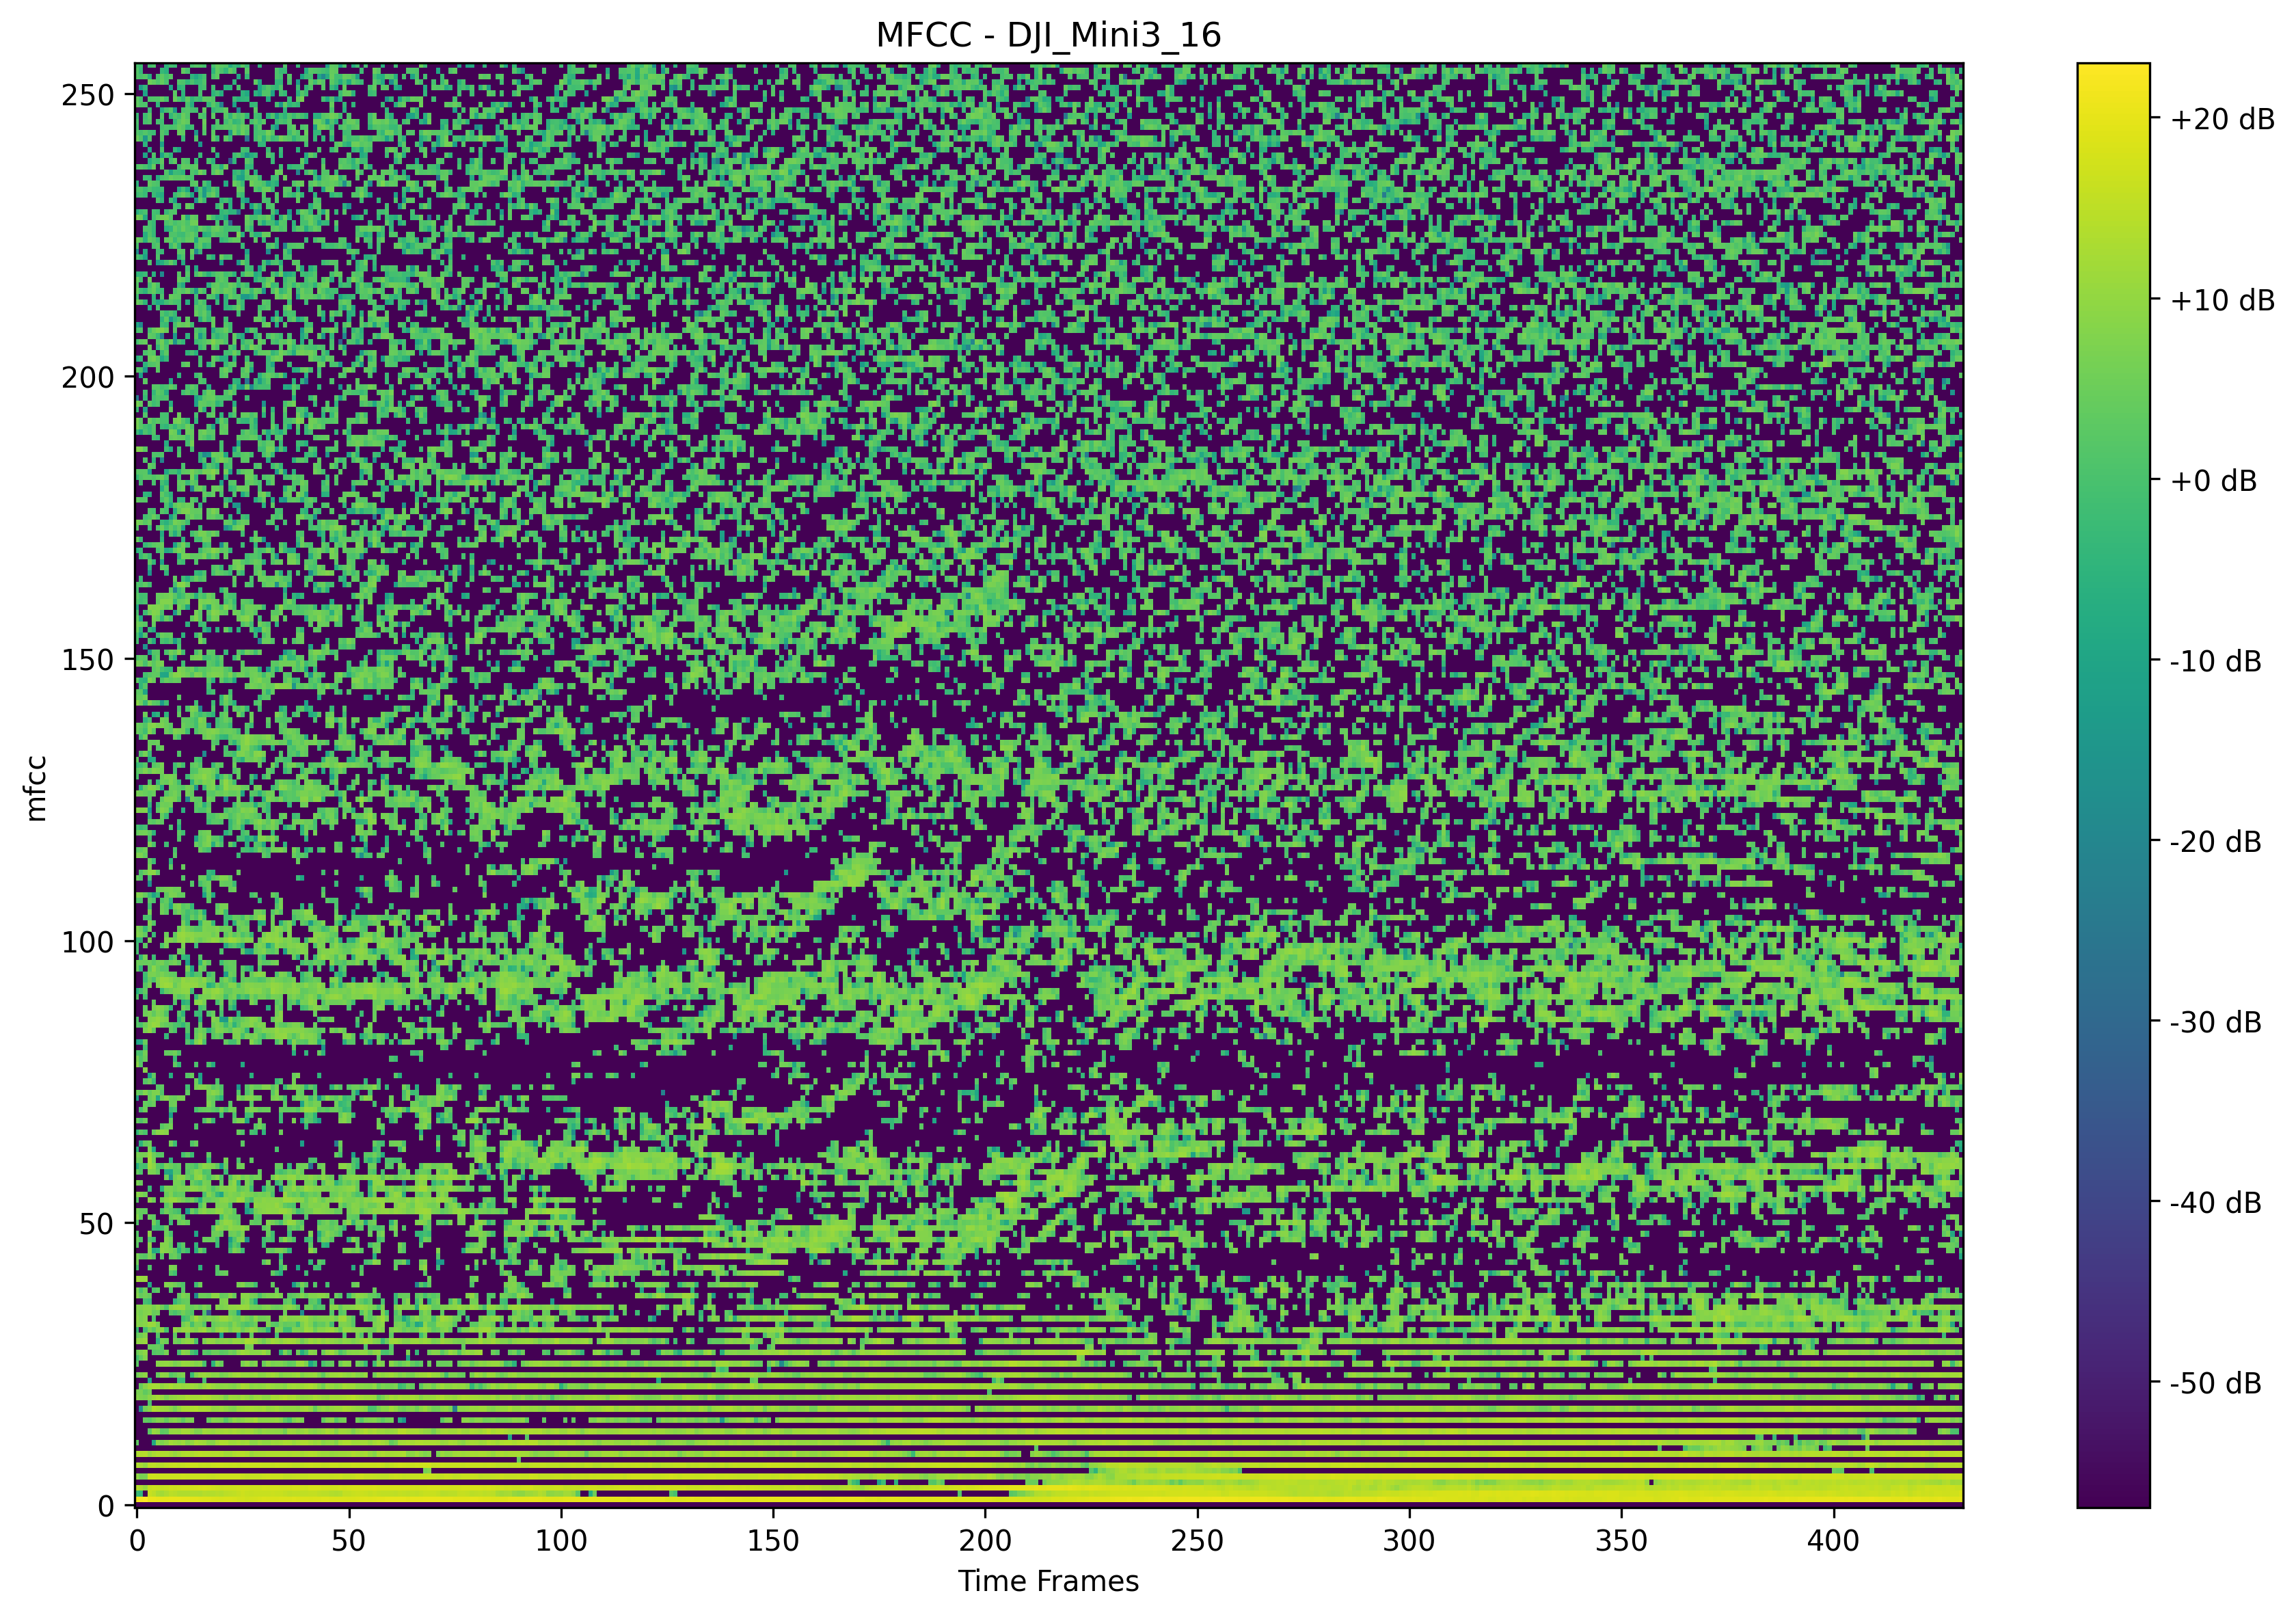 MFCC - DJI_Mini3_16
250
200
150
100
50
0
mfcc
0 50 100 150 200 250 300 350 400
Time Frames
+20 dB
+10 dB
+0 dB
-10 dB
-20 dB
-30 dB
-40 dB
-50 dB